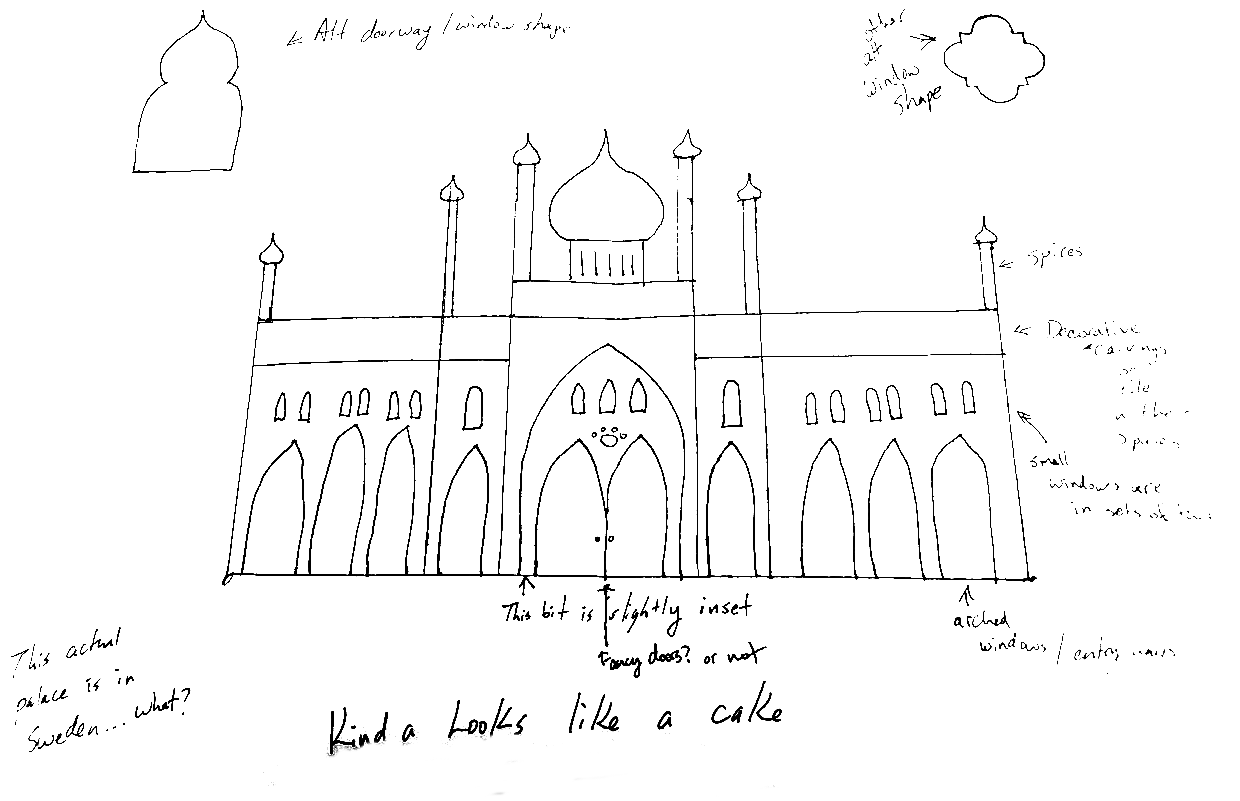 Alt doorway / window shape
other
alt
window
shape
spires
Decorative
carvings
or
tile
in these
spaces
small
windows are
in sets of
This bit is slightly inset
Fancy doors? or not
arched
windows / entry ways
This actual
palace is in
Sweden... what?
Kinda Looks like a cake